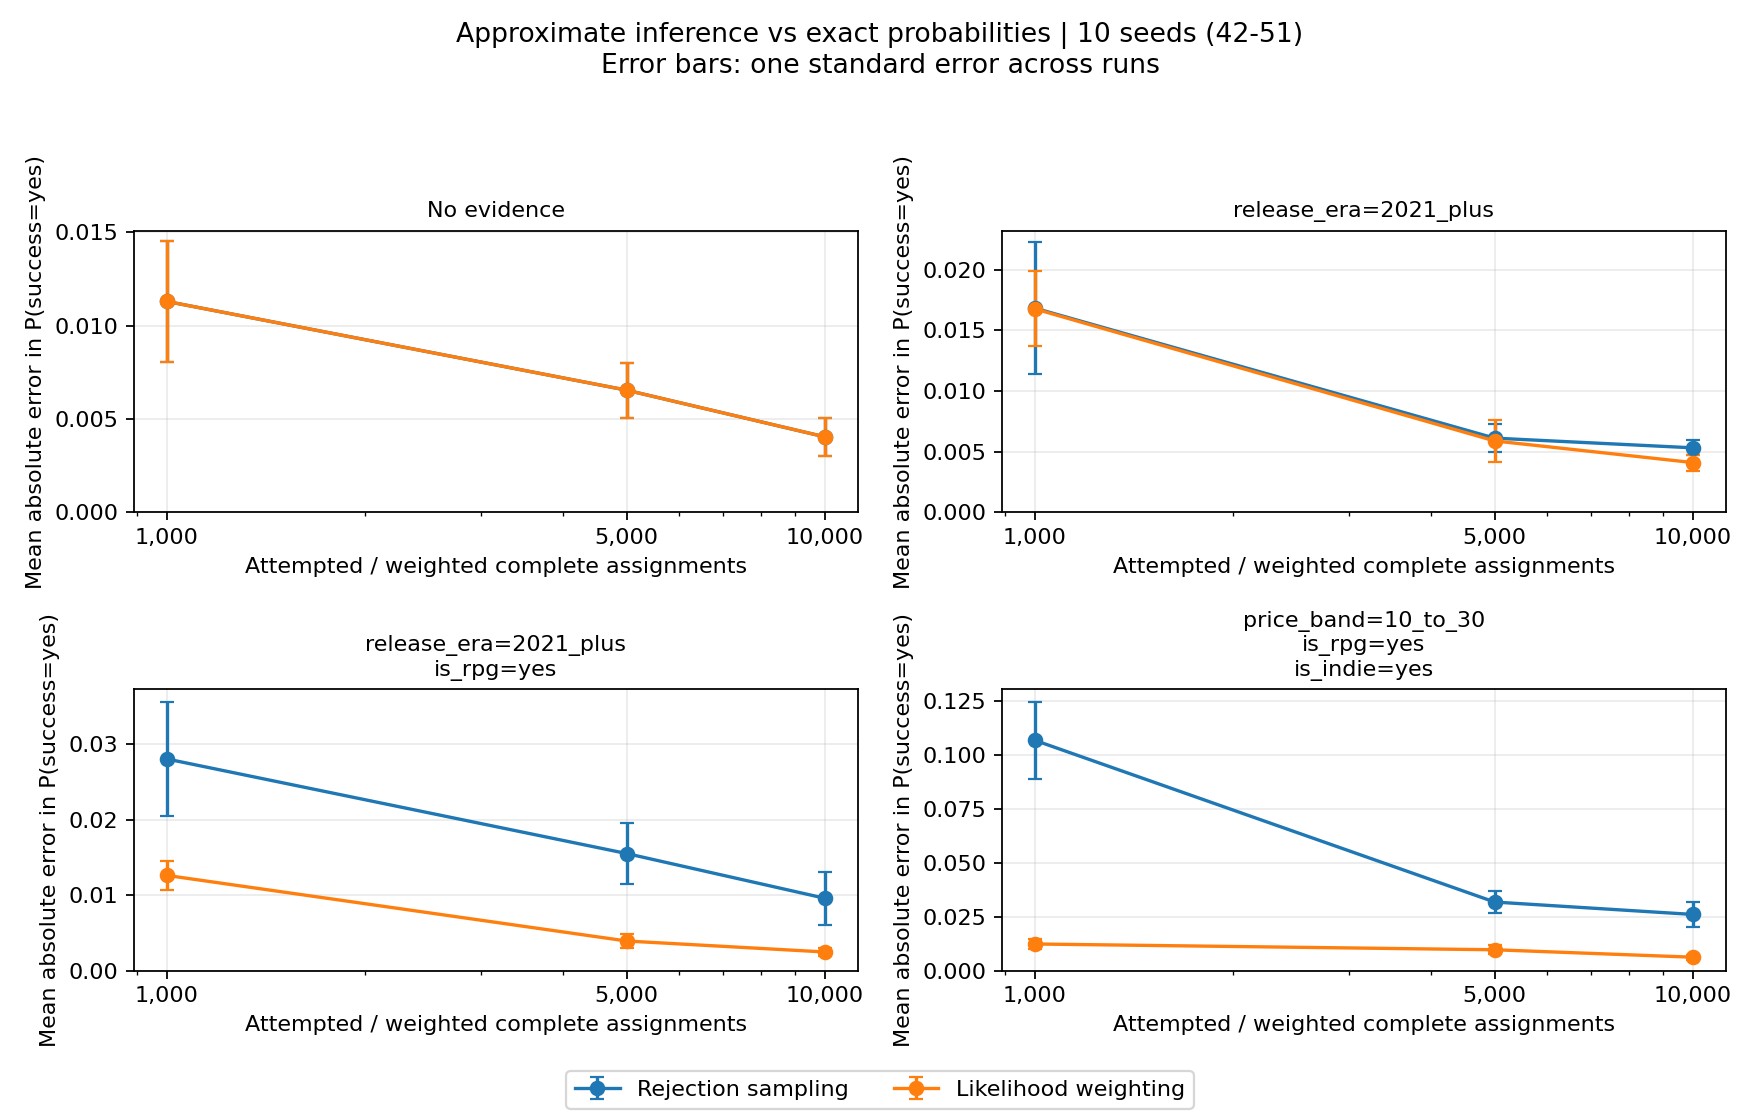 Approximate inference vs exact probabilities | 10 seeds (42-51)
Error bars: one standard error across runs
No evidence
Mean absolute error in P(success=yes)
0.015
0.010
0.005
0.000
1,000
5,000
10,000
Attempted / weighted complete assignments
release_era=2021_plus
Mean absolute error in P(success=yes)
0.020
0.015
0.010
0.005
0.000
1,000
5,000
10,000
Attempted / weighted complete assignments
release_era=2021_plus
is_rpg=yes
Mean absolute error in P(success=yes)
0.03
0.02
0.01
0.00
1,000
5,000
10,000
Attempted / weighted complete assignments
price_band=10_to_30
is_rpg=yes
is_indie=yes
Mean absolute error in P(success=yes)
0.125
0.100
0.075
0.050
0.025
0.000
1,000
5,000
10,000
Attempted / weighted complete assignments
Rejection sampling
Likelihood weighting